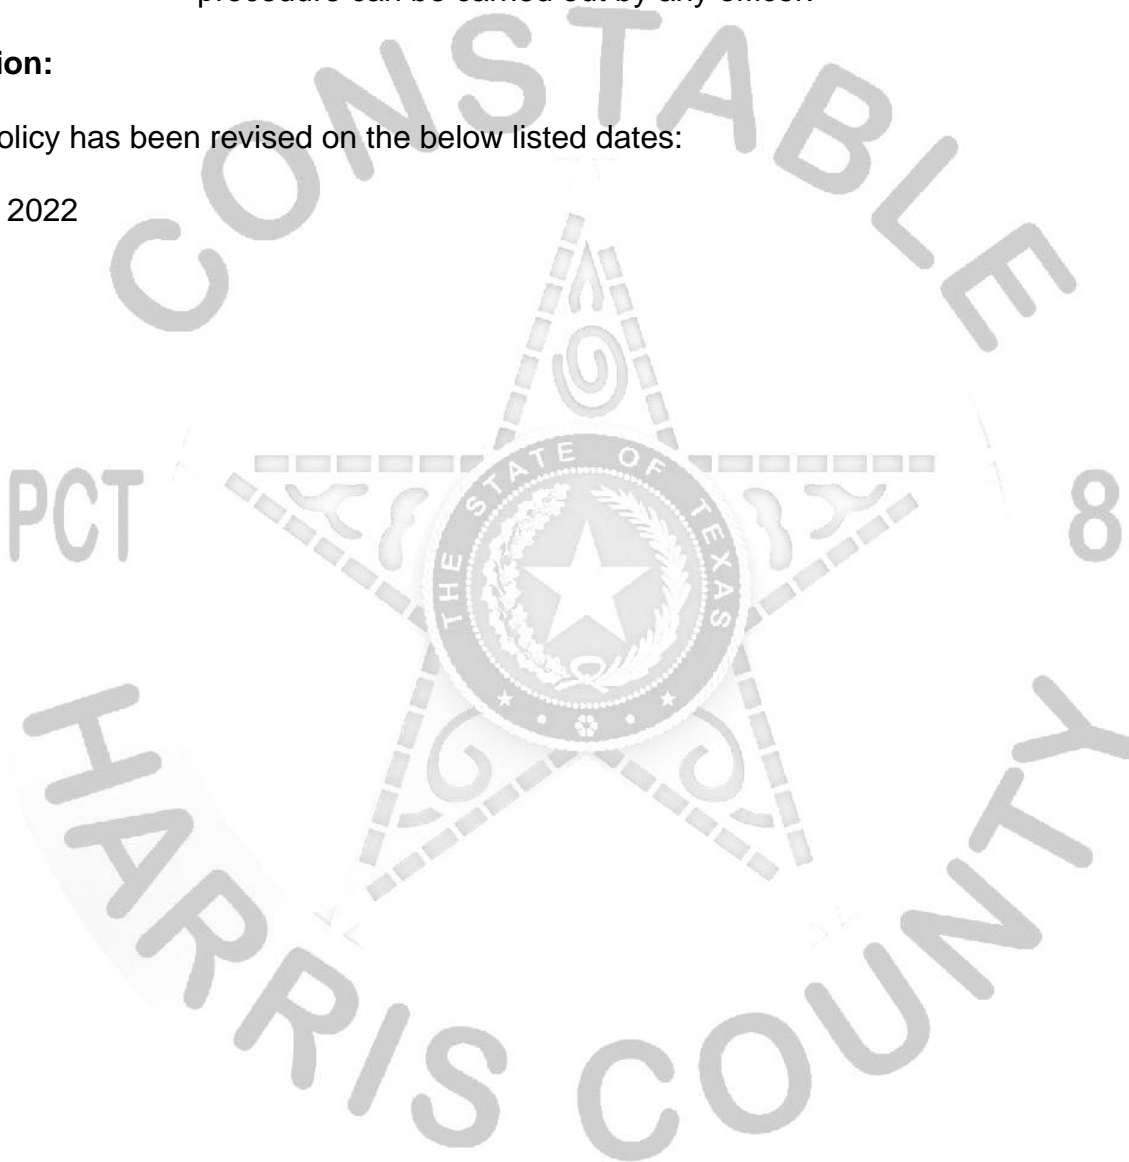 procedure can be carried out by any officer.
ion:
olicy has been revised on the below listed dates:
2022
CONSTABLE
THE STATE OF TEXAS
PCT 8
HARRIS COUNTY